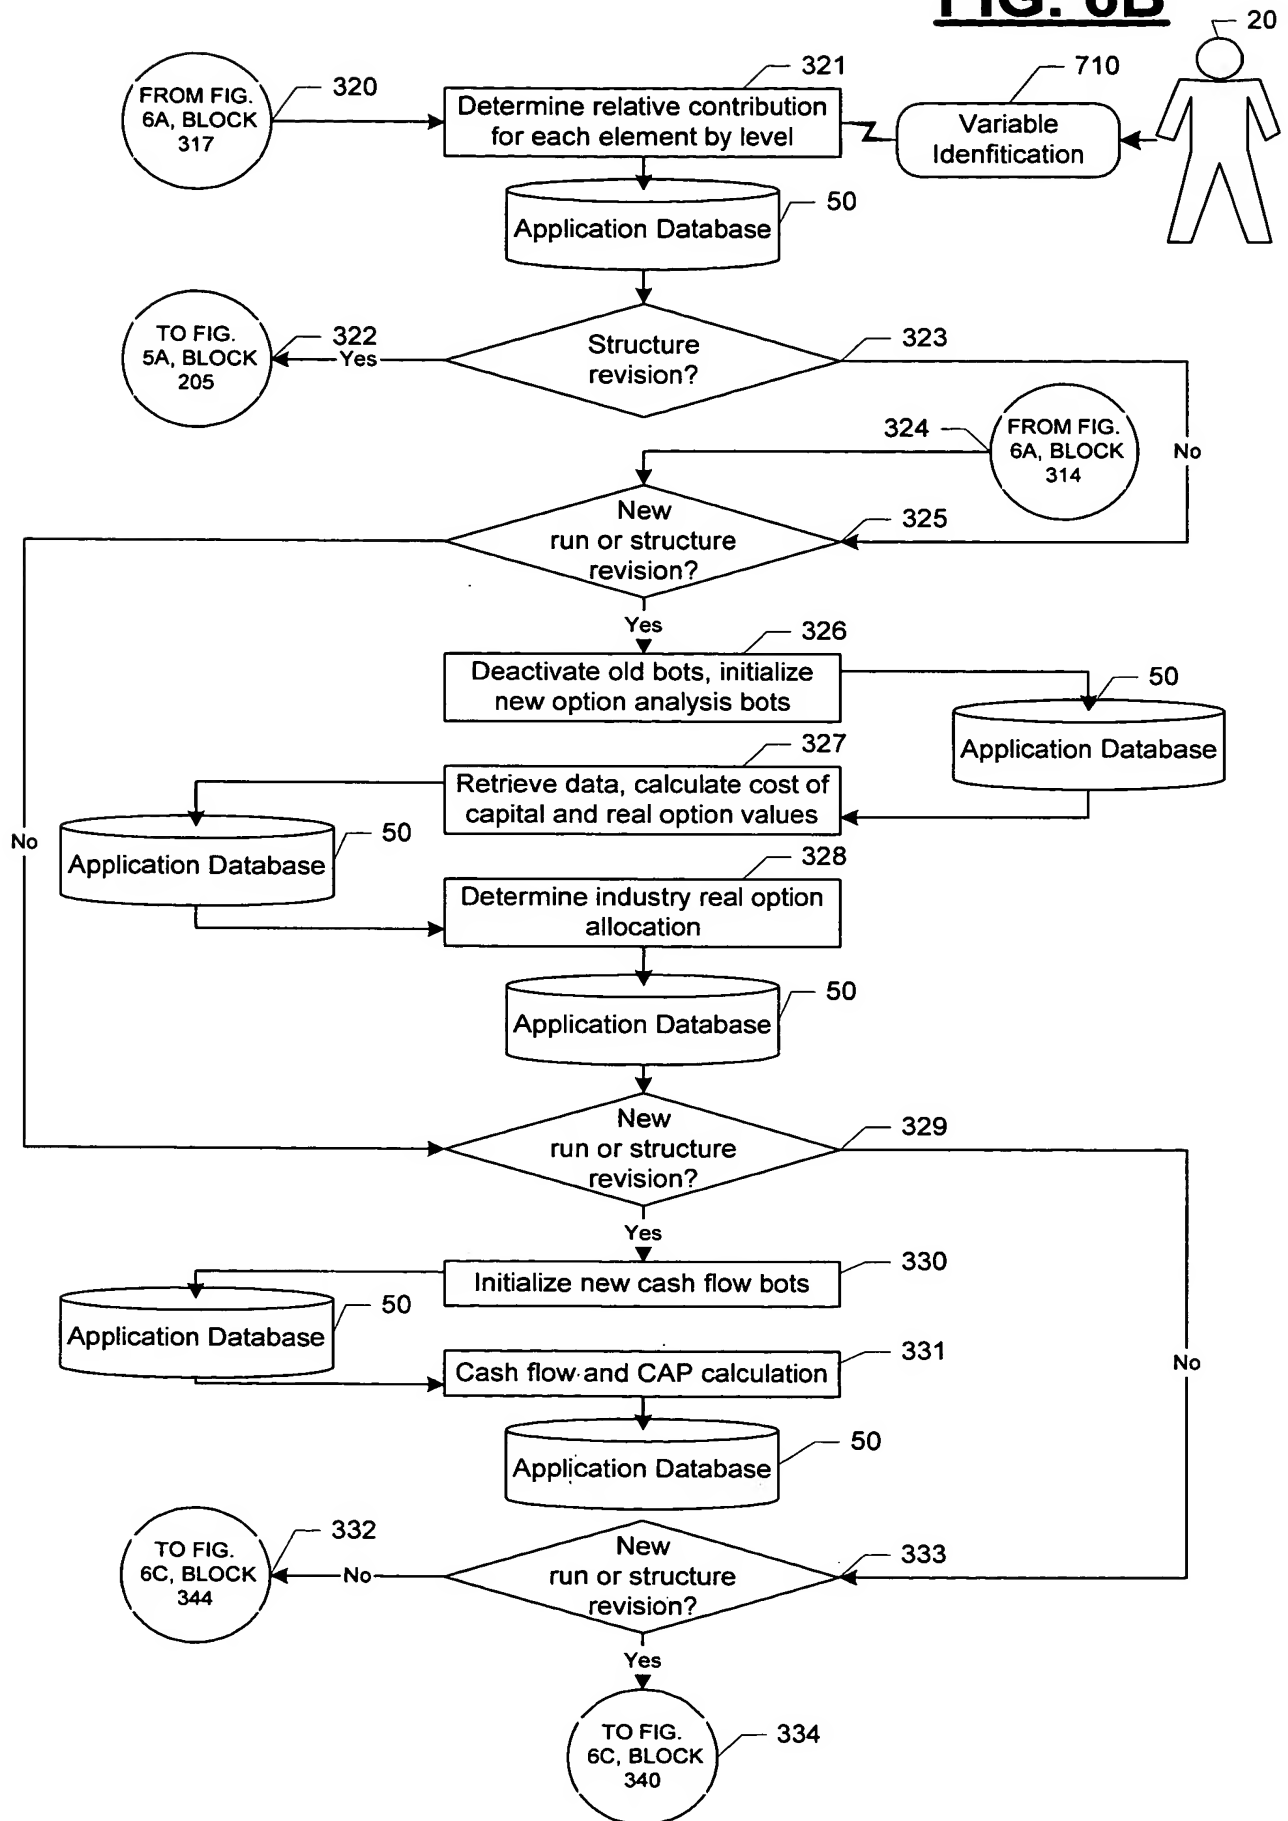 FIG. 6B
20
FROM FIG.
6A, BLOCK
317
320
321
Determine relative contribution
for each element by level
710
Variable
Idenfitication
50
Application Database
TO FIG.
5A, BLOCK
205
322
Yes
Structure
revision?
323
324
FROM FIG.
6A, BLOCK
314
No
New
run or structure
revision?
325
Yes
326
Deactivate old bots, initialize
new option analysis bots
50
Application Database
327
Retrieve data, calculate cost of
capital and real option values
No
50
Application Database
328
Determine industry real option
allocation
50
Application Database
New
run or structure
revision?
329
Yes
330
Initialize new cash flow bots
50
Application Database
331
Cash flow and CAP calculation
No
50
Application Database
TO FIG.
6C, BLOCK
344
332
No
New
run or structure
revision?
333
Yes
TO FIG.
6C, BLOCK
340
334